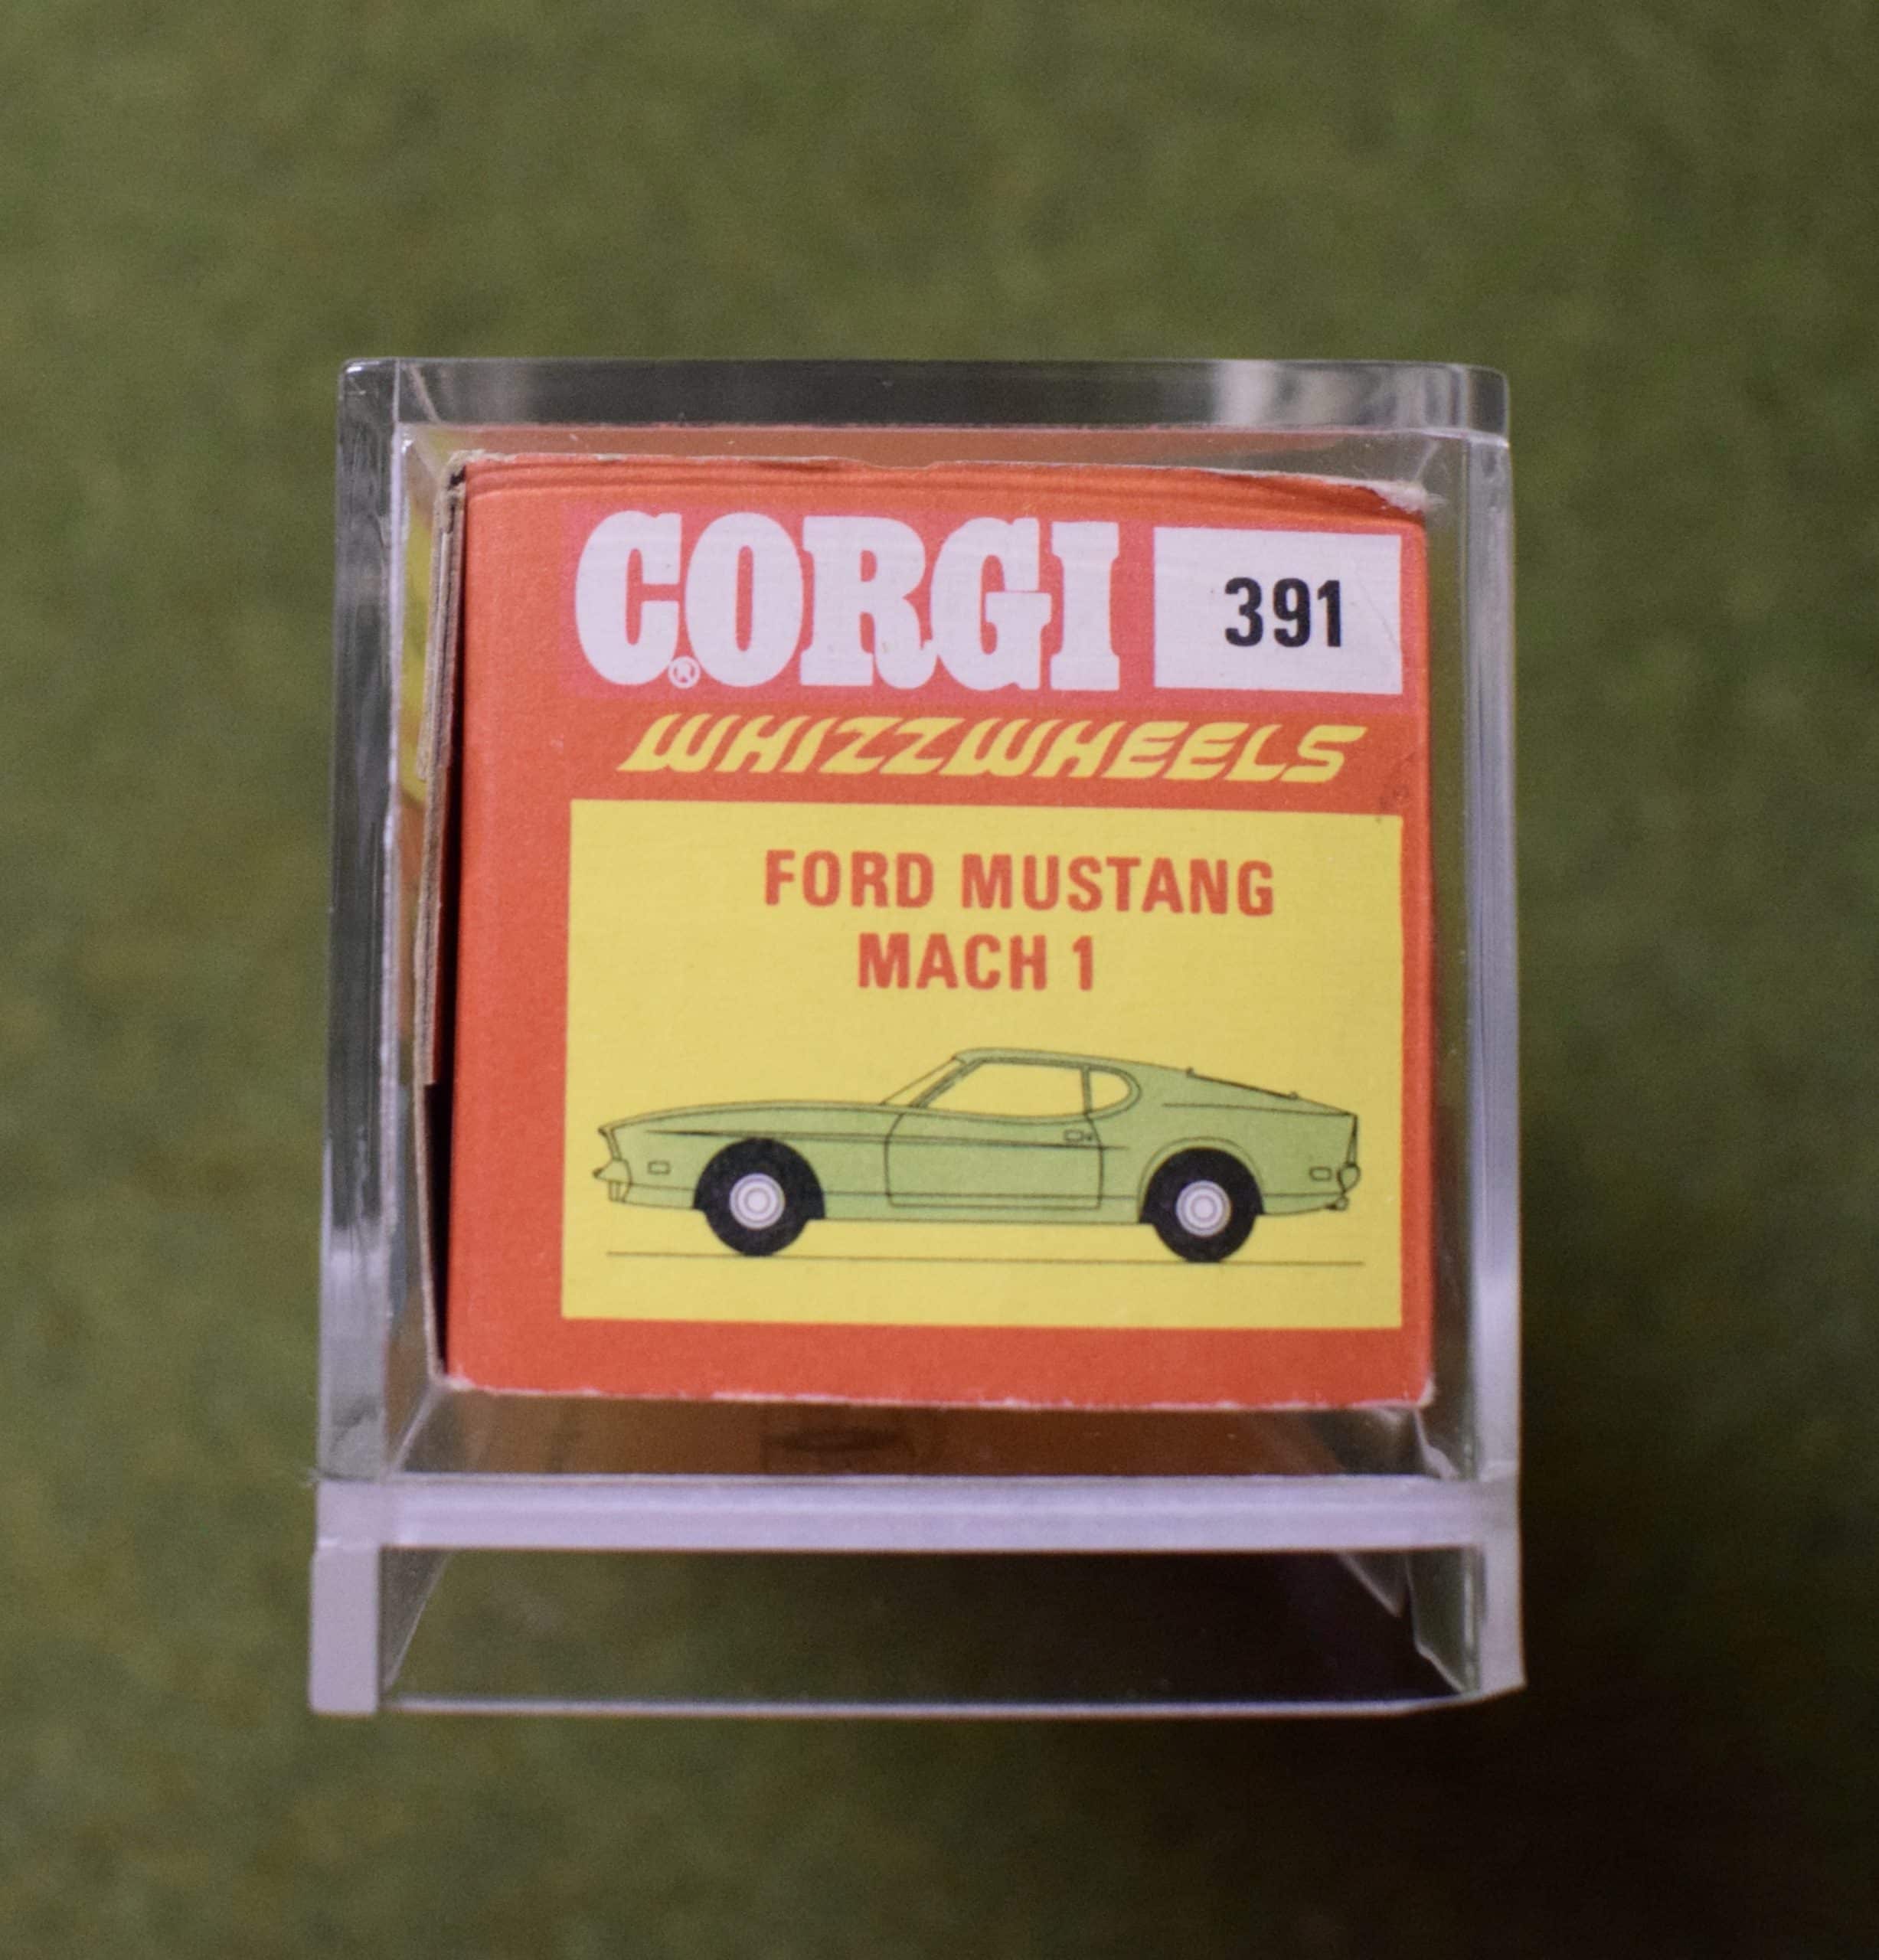 CORGI® 391
WHIZZWHEELS
FORD MUSTANG
MACH 1